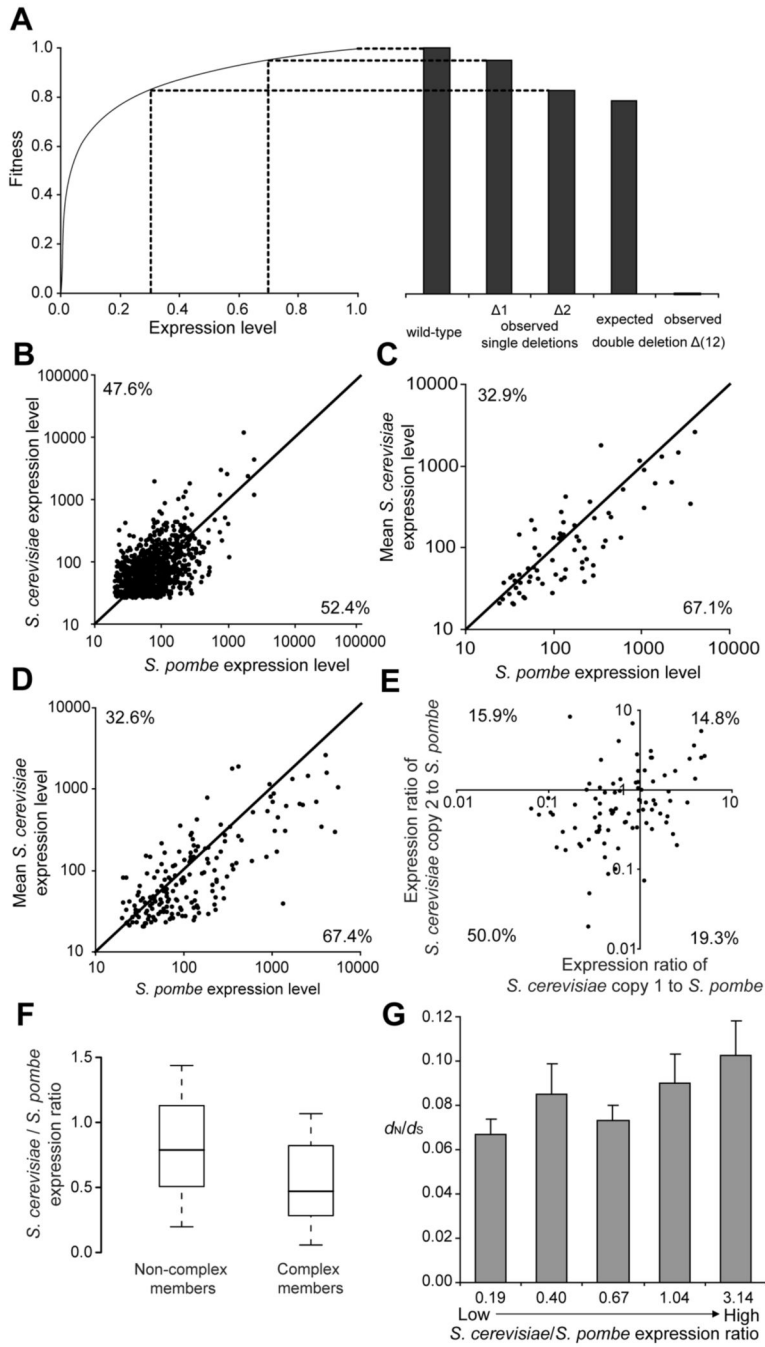 A
1.0
0.8
0.6
0.4
0.2
0.0
Fitness
0.0 0.2 0.4 0.6 0.8 1.0
Expression level
wild-type
Δ1 Δ2
observed
single deletions
expected observed
double deletion Δ(12)
B
100000
100000
1000
100
10
S. cerevisiae expression level
47.6%
52.4%
10 100 1000 100000 100000
S. pombe expression level
C
10000
1000
100
10
Mean S. cerevisiae
expression level
32.9%
67.1%
10 100 1000 10000
S. pombe expression level
D
10000
1000
100
10
Mean S. cerevisiae
expression level
32.6%
67.4%
10 100 1000 10000
S. pombe expression level
E
15.9% 10 14.8%
0.01 0.1 1 10
0.1
50.0% 0.01 19.3%
Expression ratio of
S. cerevisiae copy 2 to S. pombe
Expression ratio of
S. cerevisiae copy 1 to S. pombe
F
1.5
1.0
0.5
0.0
S. cerevisiae / S. pombe
expression ratio
Non-complex
members
Complex
members
G
0.12
0.10
0.08
0.06
0.04
0.02
0.00
dN/dS
0.19 0.40 0.67 1.04 3.14
Low High
S. cerevisiae/S. pombe expression ratio